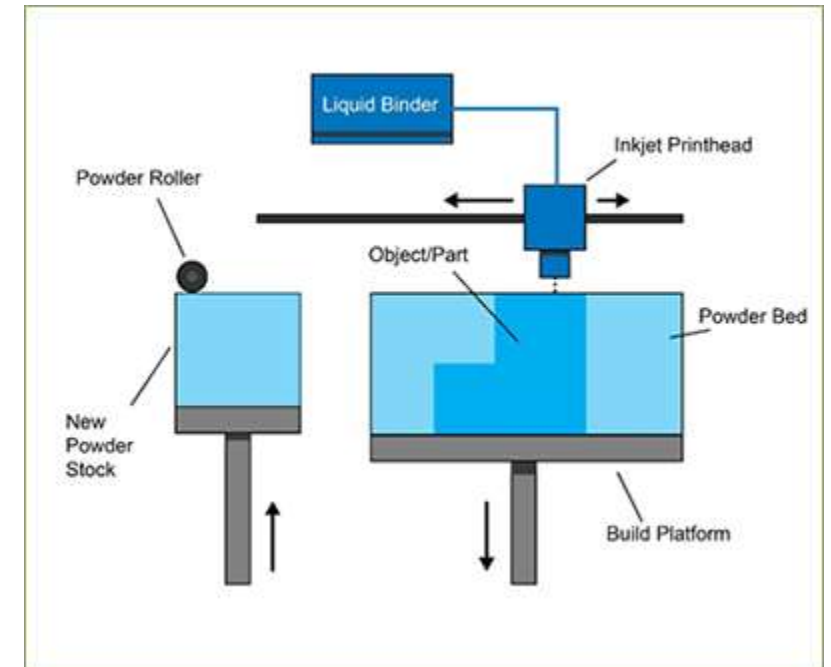 Liquid Binder
Inkjet Printhead
Powder Roller
Object/Part
Powder Bed
New
Powder
Stock
Build Platform